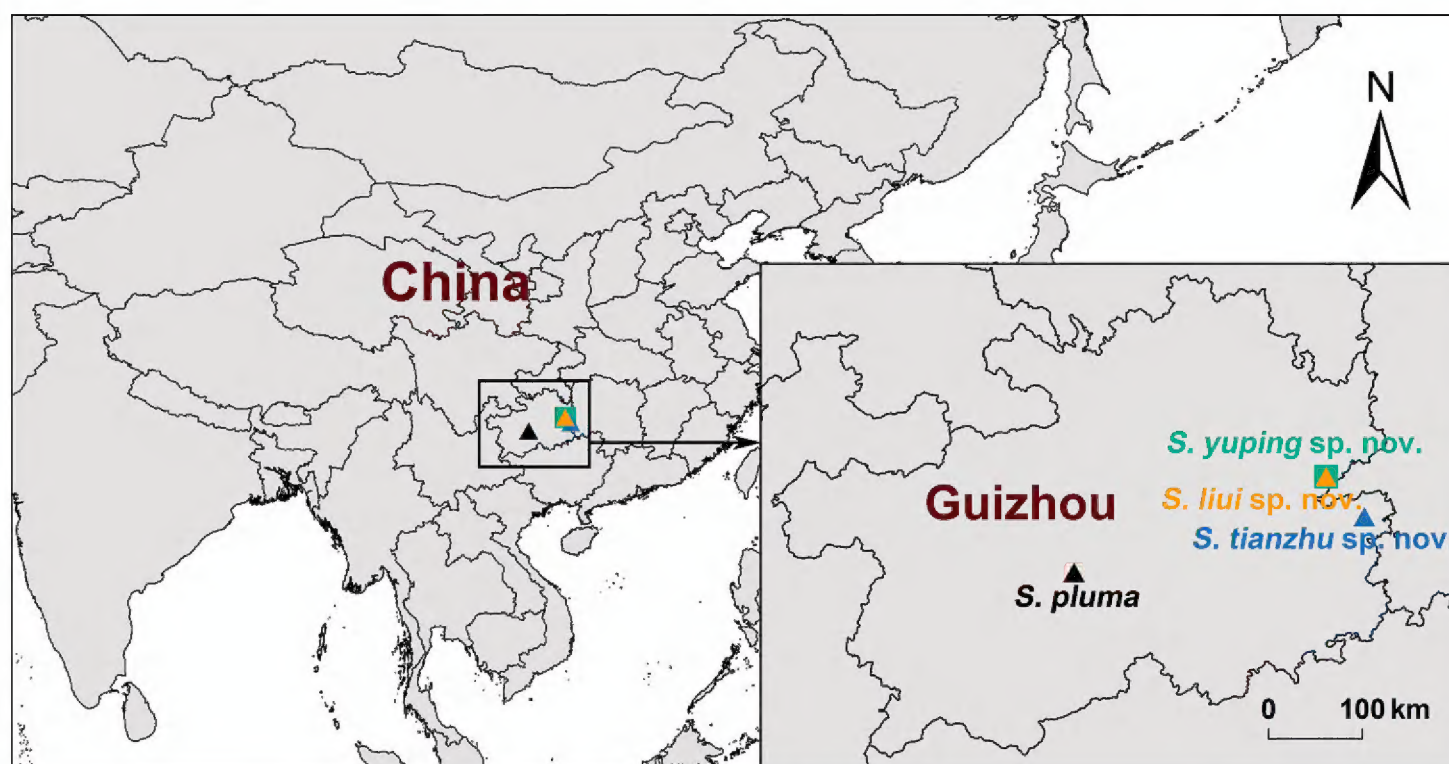 N
China
S. yuping sp. nov.
Guizhou
S. liui sp. nov.
S. tianzhu sp. nov
S. pluma
0 100 km